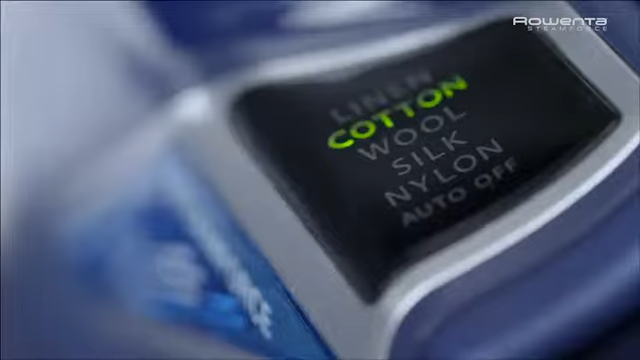 Rowenta
STEAMFORCE
LINEN
COTTON
WOOL
SILK
NYLON
AUTO OFF